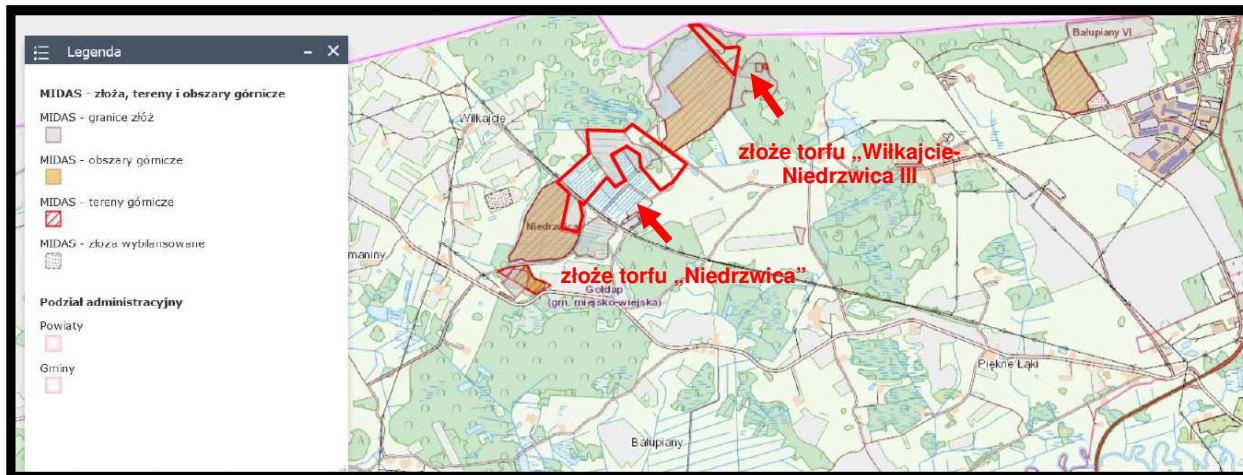 Legenda
MIDAS - złoża, tereny i obszary górnicze
MIDAS - granice złóż
MIDAS - obszary górnicze
MIDAS - tereny górnicze
MIDAS - złoża wybilansowane
Podział administracyjny
Powiaty
Gminy
Bałupiany VI
Wilkajcie
złoże torfu „Wiłkajcie-
Niedrzwica III
Niedrzwica
maniny
złoże torfu „Niedrzwica”
Gołdap
(gm. miejsko-wiejska)
Piękne Łąki
Bałupiany